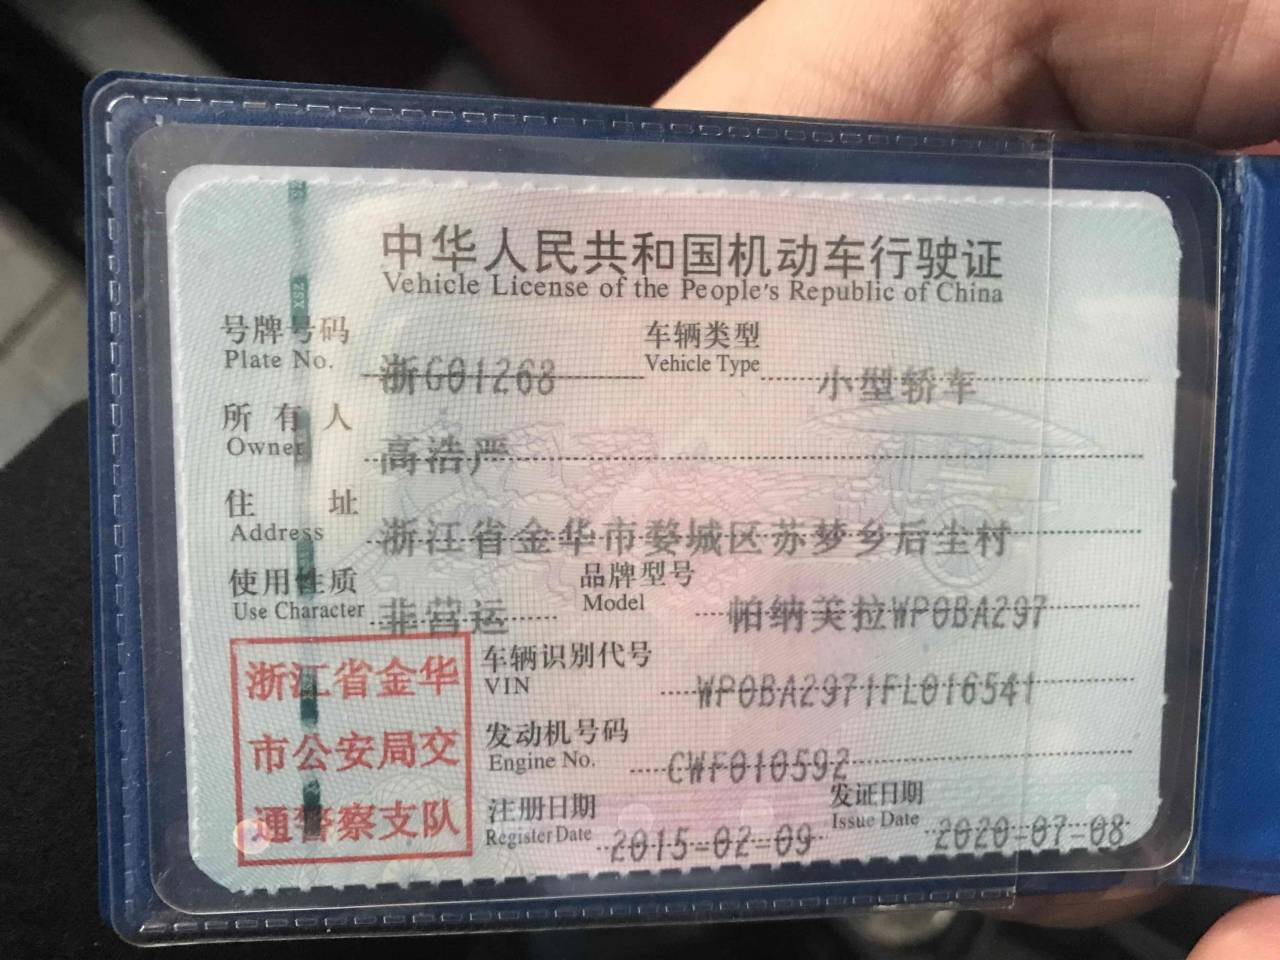 中华人民共和国机动车行驶证
Vehicle License of the People's Republic of China
号牌号码 浙G01268 车辆类型 小型轿车
Plate No. Vehicle Type
所有人 高浩严
Owner
住址 浙江省金华市婺城区苏梦乡后尘村
Address
使用性质 非营运 品牌型号 帕纳美拉WP0BA297
Use Character Model
浙江省金华
市公安局交
通警察支队
车辆识别代号 WP0BA2971FL016541
VIN
发动机号码 CWF010592
Engine No.
注册日期 2015-02-09 发证日期 2020-07-08
Register Date Issue Date